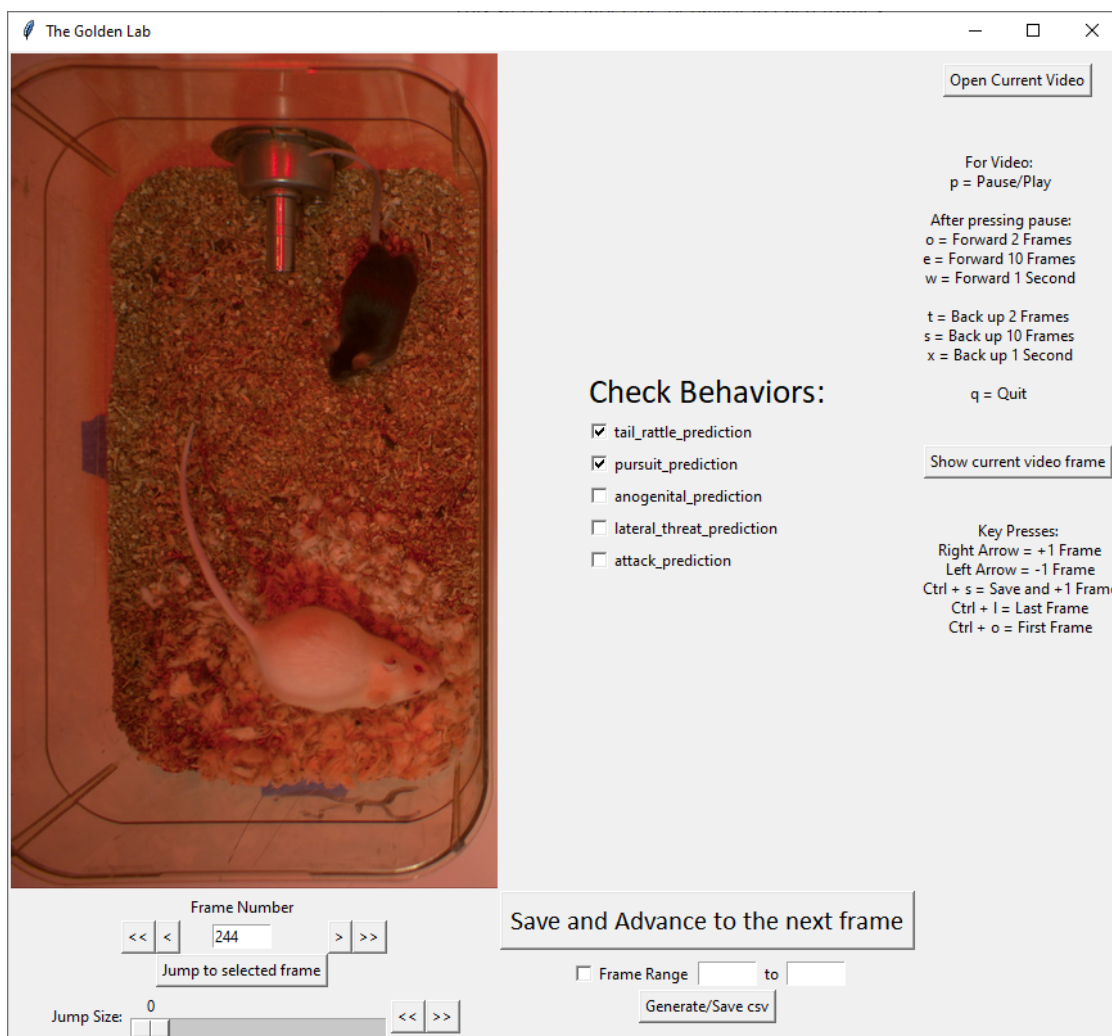 The Golden Lab
Open Current Video
For Video:
p = Pause/Play
After pressing pause:
o = Forward 2 Frames
e = Forward 10 Frames
w = Forward 1 Second
t = Back up 2 Frames
s = Back up 10 Frames
x = Back up 1 Second
q = Quit
Check Behaviors:
tail_rattle_prediction
pursuit_prediction
anogenital_prediction
lateral_threat_prediction
attack_prediction
Show current video frame
Key Presses:
Right Arrow = +1 Frame
Left Arrow = -1 Frame
Ctrl + s = Save and +1 Frame
Ctrl + l = Last Frame
Ctrl + o = First Frame
Frame Number
<< < 244 > >>
Jump to selected frame
Jump Size: 0 << >>
Save and Advance to the next frame
Frame Range to
Generate/Save csv